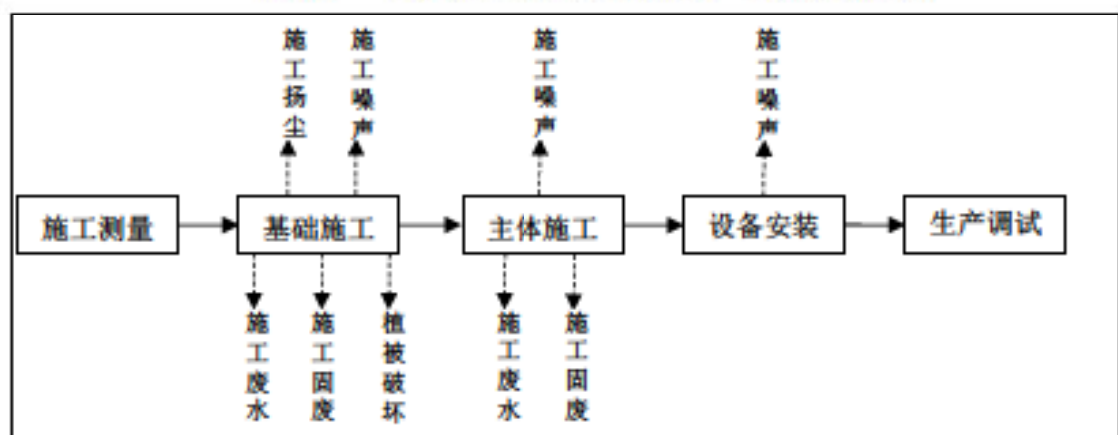 施工扬尘
施工噪声
施工噪声
施工噪声
施工测量
基础施工
主体施工
设备安装
生产调试
施工废水
施工固废
植被破坏
施工废水
施工固废